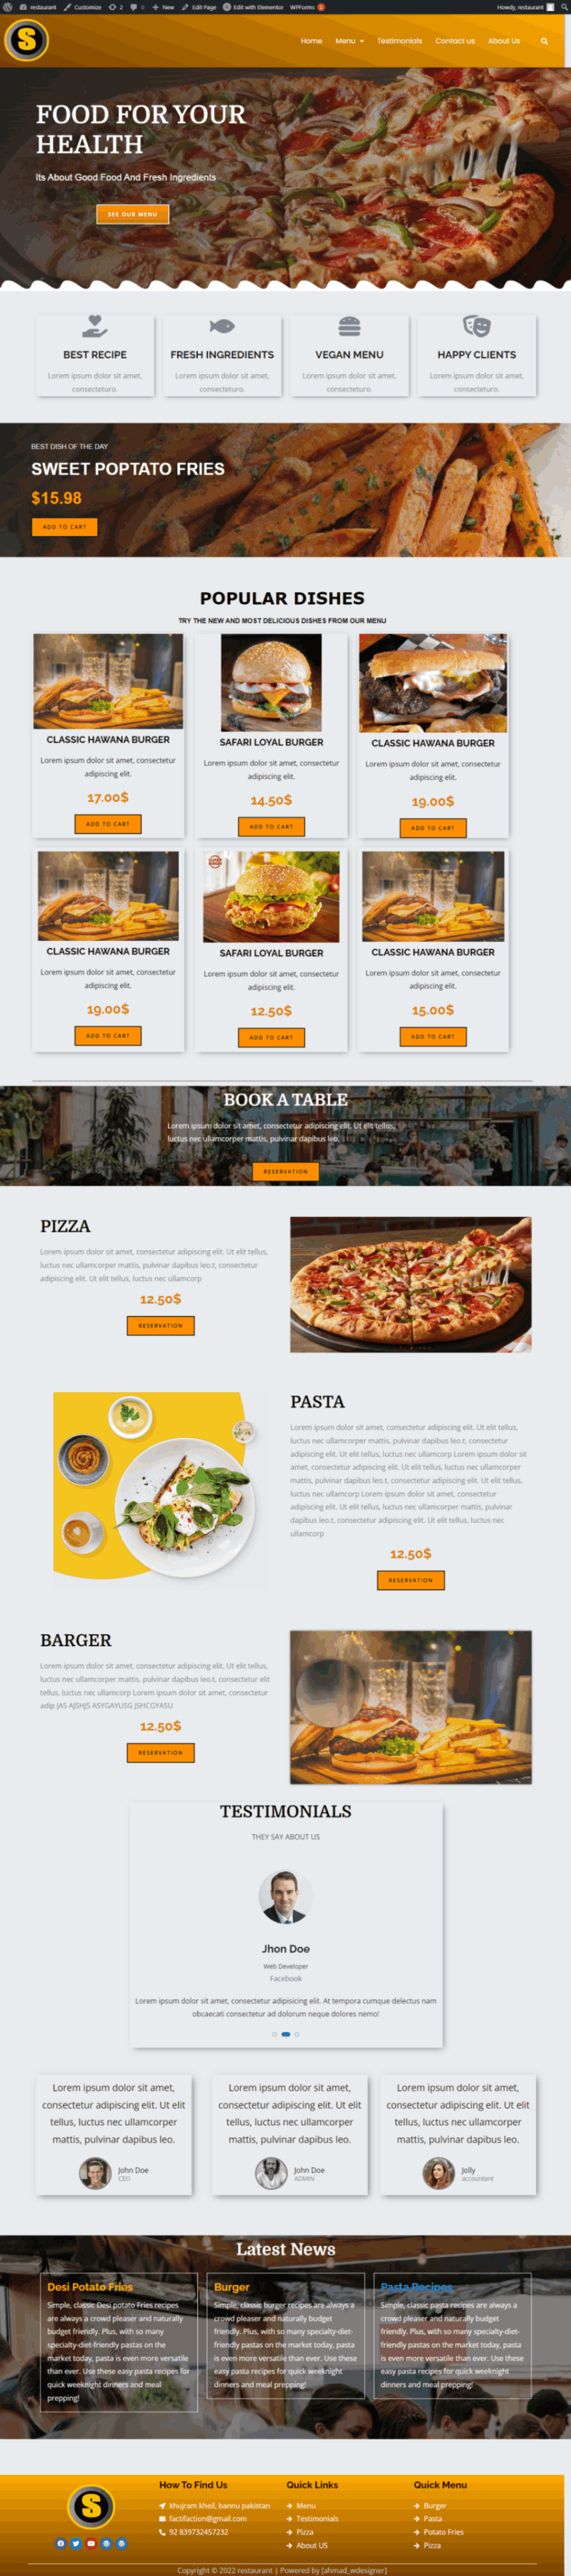 restaurant Customize 2 0 New Edit Page Edit with Elementor WPForms 1 Howdy, restaurant
S
Home Menu Testimonials Contact us About Us
FOOD FOR YOUR
HEALTH
Its About Good Food And Fresh Ingredients
SEE OUR MENU
BEST RECIPE
Lorem ipsum dolor sit amet,
consecteturo.
FRESH INGREDIENTS
Lorem ipsum dolor sit amet,
consecteturo.
VEGAN MENU
Lorem ipsum dolor sit amet,
consecteturo.
HAPPY CLIENTS
Lorem ipsum dolor sit amet,
consecteturo.
BEST DISH OF THE DAY
SWEET POPTATO FRIES
$15.98
ADD TO CART
POPULAR DISHES
TRY THE NEW AND MOST DELICIOUS DISHES FROM OUR MENU
CLASSIC HAWANA BURGER
Lorem ipsum dolor sit amet, consectetur
adipiscing elit.
17.00$
ADD TO CART
SAFARI LOYAL BURGER
Lorem ipsum dolor sit amet, consectetur
adipiscing elit.
14.50$
ADD TO CART
CLASSIC HAWANA BURGER
Lorem ipsum dolor sit amet, consectetur
adipiscing elit.
19.00$
ADD TO CART
CLASSIC HAWANA BURGER
Lorem ipsum dolor sit amet, consectetur
adipiscing elit.
19.00$
ADD TO CART
SAFARI LOYAL BURGER
Lorem ipsum dolor sit amet, consectetur
adipiscing elit.
12.50$
ADD TO CART
CLASSIC HAWANA BURGER
Lorem ipsum dolor sit amet, consectetur
adipiscing elit.
15.00$
ADD TO CART
BOOK A TABLE
Lorem ipsum dolor sit amet, consectetur adipiscing elit. Ut elit tellus,
luctus nec ullamcorper mattis, pulvinar dapibus leo.
RESERVATION
PIZZA
Lorem ipsum dolor sit amet, consectetur adipiscing elit. Ut elit tellus,
luctus nec ullamcorper mattis, pulvinar dapibus leo.t, consectetur
adipiscing elit. Ut elit tellus, luctus nec ullamcorp
12.50$
RESERVATION
PASTA
Lorem ipsum dolor sit amet, consectetur adipiscing elit. Ut elit tellus,
luctus nec ullamcorper mattis, pulvinar dapibus leo.t, consectetur
adipiscing elit. Ut elit tellus, luctus nec ullamcorp Lorem ipsum dolor sit
amet, consectetur adipiscing elit. Ut elit tellus, luctus nec ullamcorper
mattis, pulvinar dapibus leo.t, consectetur adipiscing elit. Ut elit tellus,
luctus nec ullamcorp Lorem ipsum dolor sit amet, consectetur
adipiscing elit. Ut elit tellus, luctus nec ullamcorper mattis, pulvinar
dapibus leo.t, consectetur adipiscing elit. Ut elit tellus, luctus nec
ullamcorp
12.50$
RESERVATION
BARGER
Lorem ipsum dolor sit amet, consectetur adipiscing elit. Ut elit tellus,
luctus nec ullamcorper mattis, pulvinar dapibus leo.t, consectetur elit
tellus, luctus nec ullamcorp Lorem ipsum dolor sit amet, consectetur
adip JAS AJSHJS ASYGAYUSG JSHCGYASU
12.50$
RESERVATION
TESTIMONIALS
THEY SAY ABOUT US
Jhon Doe
Web Developer
Facebook
Lorem ipsum dolor sit amet, consectetur adipisicing elit. At tempora cumque delectus nam
obcaecati consectetur ad dolorum neque dolores nemo!
Lorem ipsum dolor sit amet,
consectetur adipiscing elit. Ut elit
tellus, luctus nec ullamcorper
mattis, pulvinar dapibus leo.
John Doe
CEO
Lorem ipsum dolor sit amet,
consectetur adipiscing elit. Ut elit
tellus, luctus nec ullamcorper
mattis, pulvinar dapibus leo.
John Doe
ADMIN
Lorem ipsum dolor sit amet,
consectetur adipiscing elit. Ut elit
tellus, luctus nec ullamcorper
mattis, pulvinar dapibus leo.
Jolly
accountant
Latest News
Desi Potato Fries
Simple, classic Desi potato Fries recipes
are always a crowd pleaser and naturally
budget friendly. Plus, with so many
specialty-diet-friendly pastas on the
market today, pasta is even more versatile
than ever. Use these easy pasta recipes for
quick weeknight dinners and meal
prepping!
Burger
Simple, classic burger recipes are always a
crowd pleaser and naturally budget
friendly. Plus, with so many specialty-diet-
friendly pastas on the market today, pasta
is even more versatile than ever. Use these
easy pasta recipes for quick weeknight
dinners and meal prepping!
Pasta Recipes
Simple, classic pasta recipes are always a
crowd pleaser and naturally budget
friendly. Plus, with so many specialty-diet-
friendly pastas on the market today, pasta
is even more versatile than ever. Use these
easy pasta recipes for quick weeknight
dinners and meal prepping!
S
How To Find Us
khujram kheil, bannu pakistan
factifaction@gmail.com
92 839732457232
Quick Links
Menu
Testimonials
Pizza
About US
Quick Menu
Burger
Pasta
Potato Fries
Pizza
Copyright © 2022 restaurant | Powered by [ahmad_wdesigner]